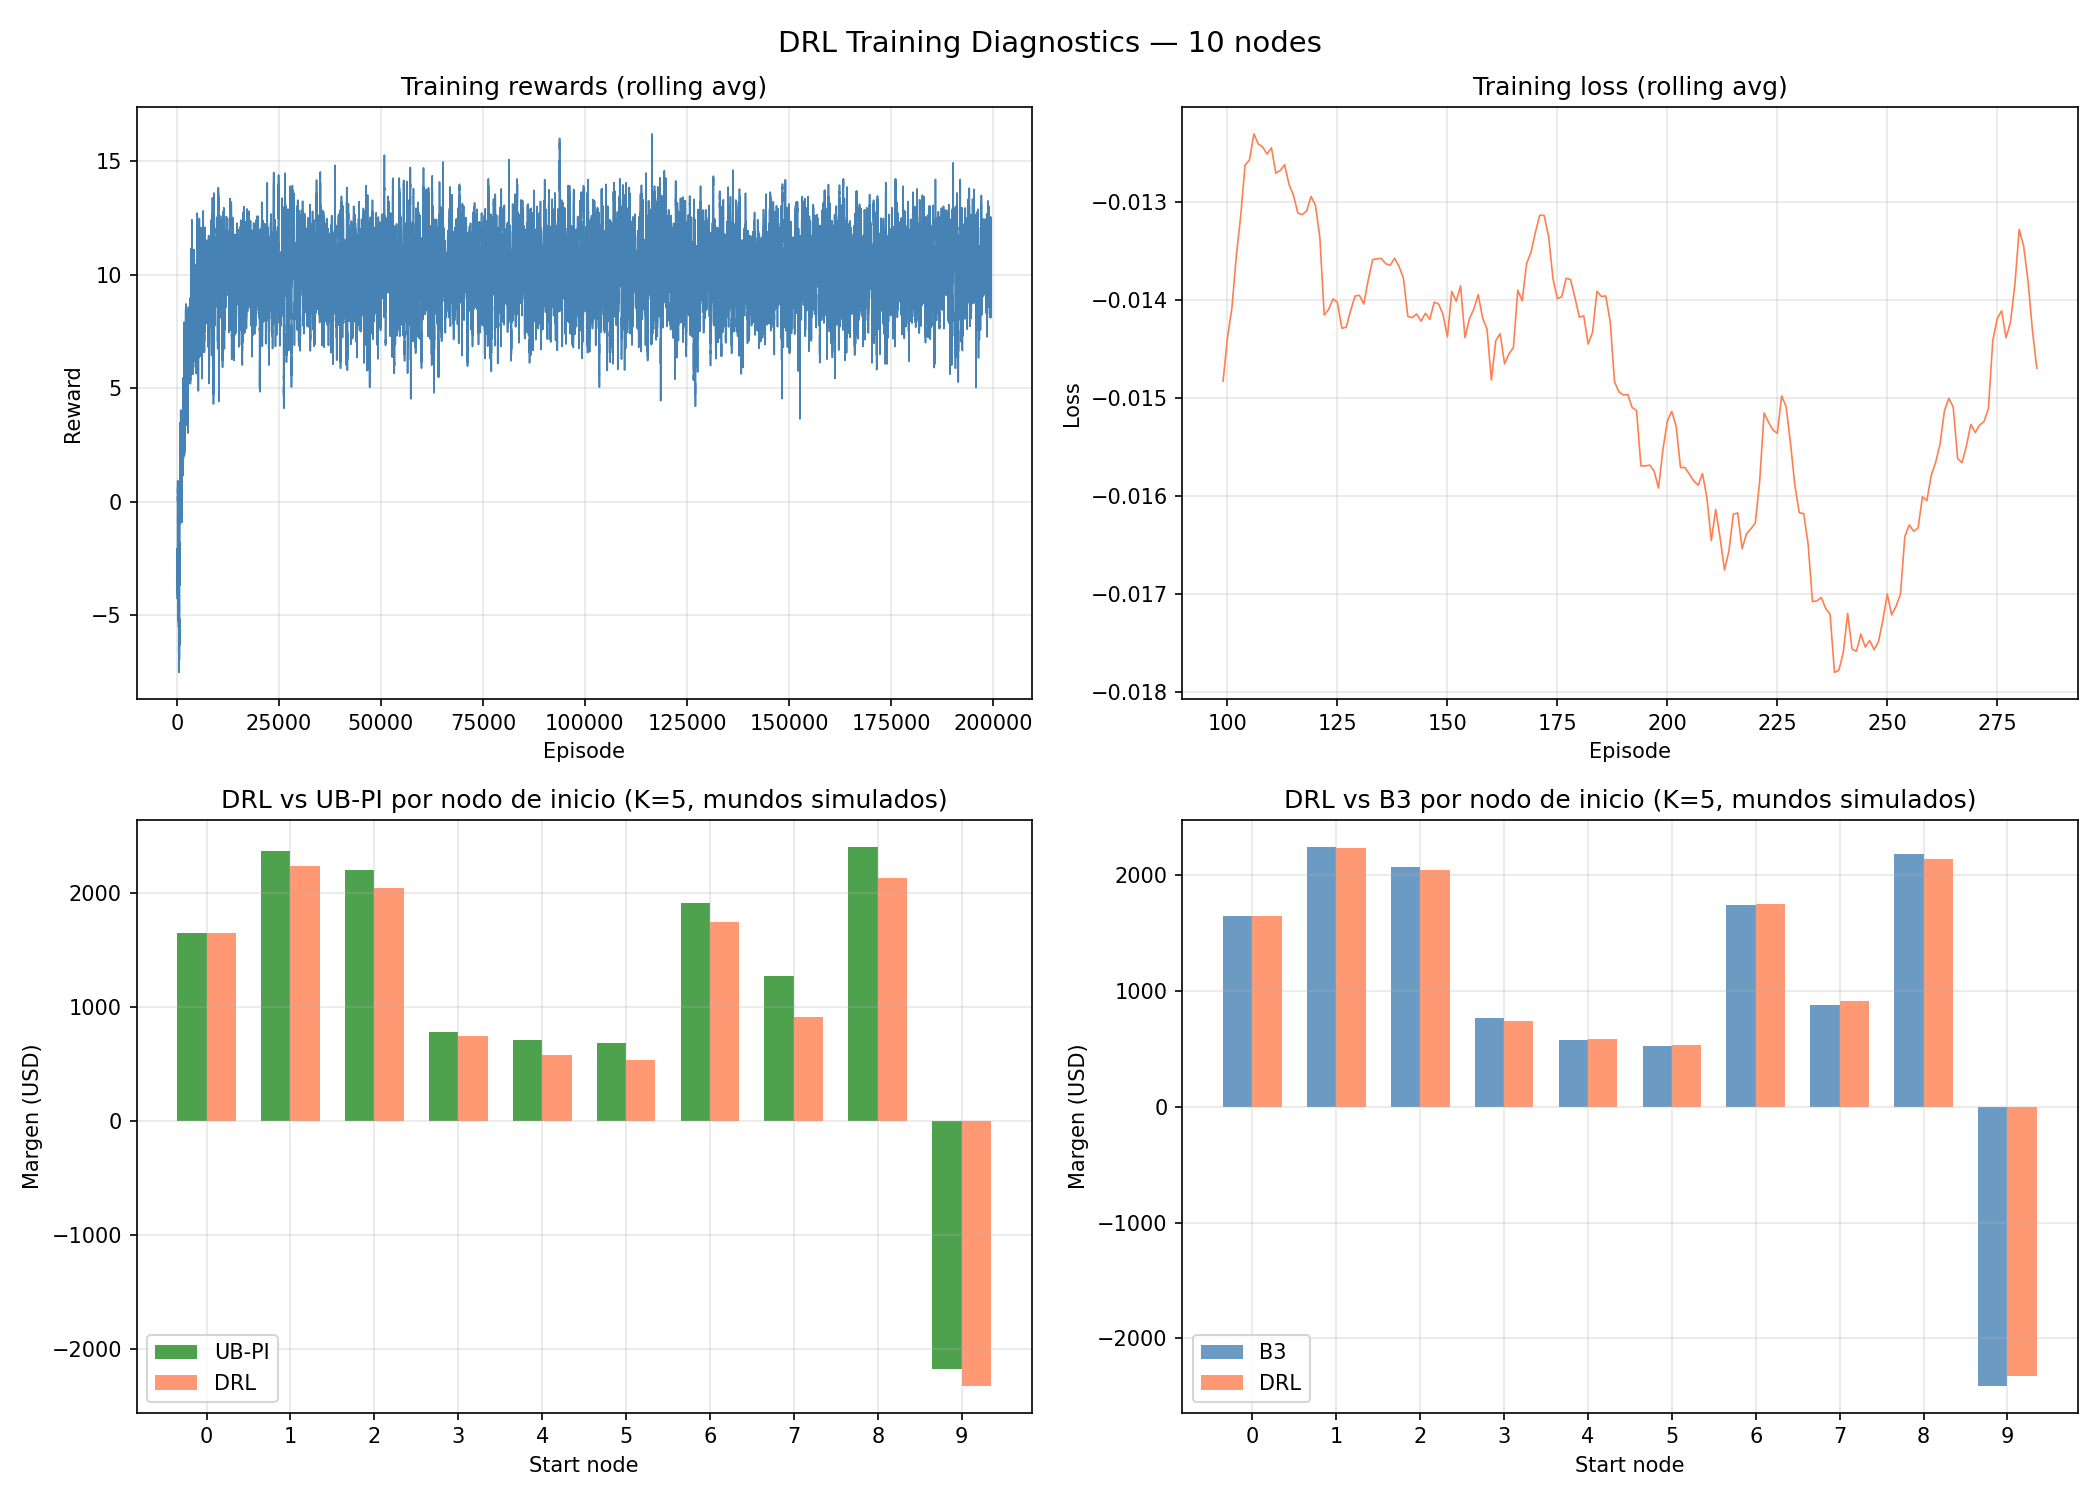 DRL Training Diagnostics — 10 nodes
Training rewards (rolling avg)
15
10
5
0
−5
Reward
0 25000 50000 75000 100000 125000 150000 175000 200000
Episode
Training loss (rolling avg)
−0.013
−0.014
−0.015
−0.016
−0.017
−0.018
Loss
100 125 150 175 200 225 250 275
Episode
DRL vs UB-PI por nodo de inicio (K=5, mundos simulados)
2000
1000
0
−1000
−2000
Margen (USD)
UB-PI
DRL
0 1 2 3 4 5 6 7 8 9
Start node
DRL vs B3 por nodo de inicio (K=5, mundos simulados)
2000
1000
0
−1000
−2000
Margen (USD)
B3
DRL
0 1 2 3 4 5 6 7 8 9
Start node